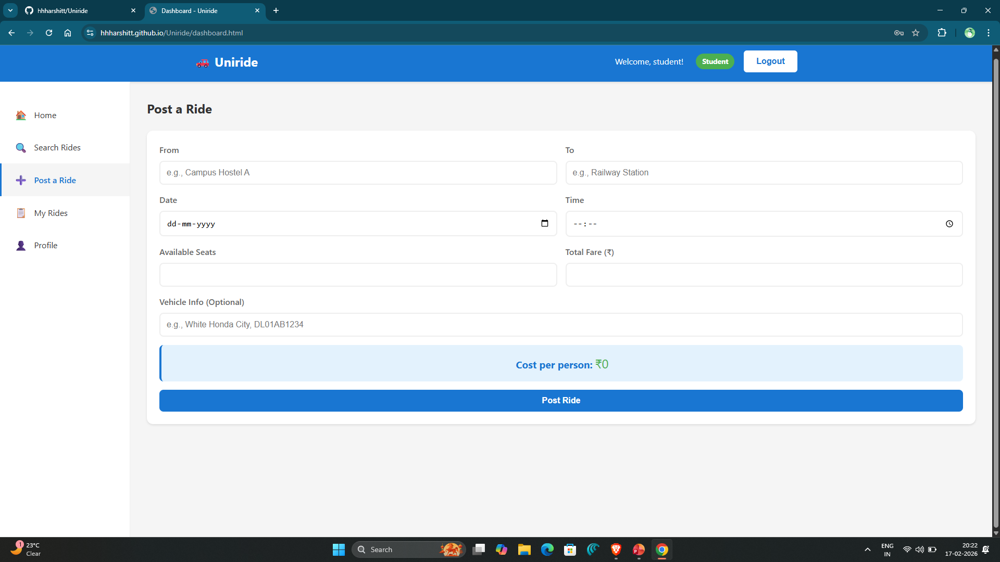 hhharshitt/Uniride
Dashboard - Uniride
hhharshitt.github.io/Uniride/dashboard.html
Uniride
Welcome, student!
Student
Logout
Home
Search Rides
Post a Ride
My Rides
Profile
Post a Ride
From
To
e.g., Campus Hostel A
e.g., Railway Station
Date
Time
dd-mm-yyyy
--:--
Available Seats
Total Fare (₹)
Vehicle Info (Optional)
e.g., White Honda City, DL01AB1234
Cost per person: ₹0
Post Ride
1
23°C
Clear
Search
ENG
IN
20:22
17-02-2026